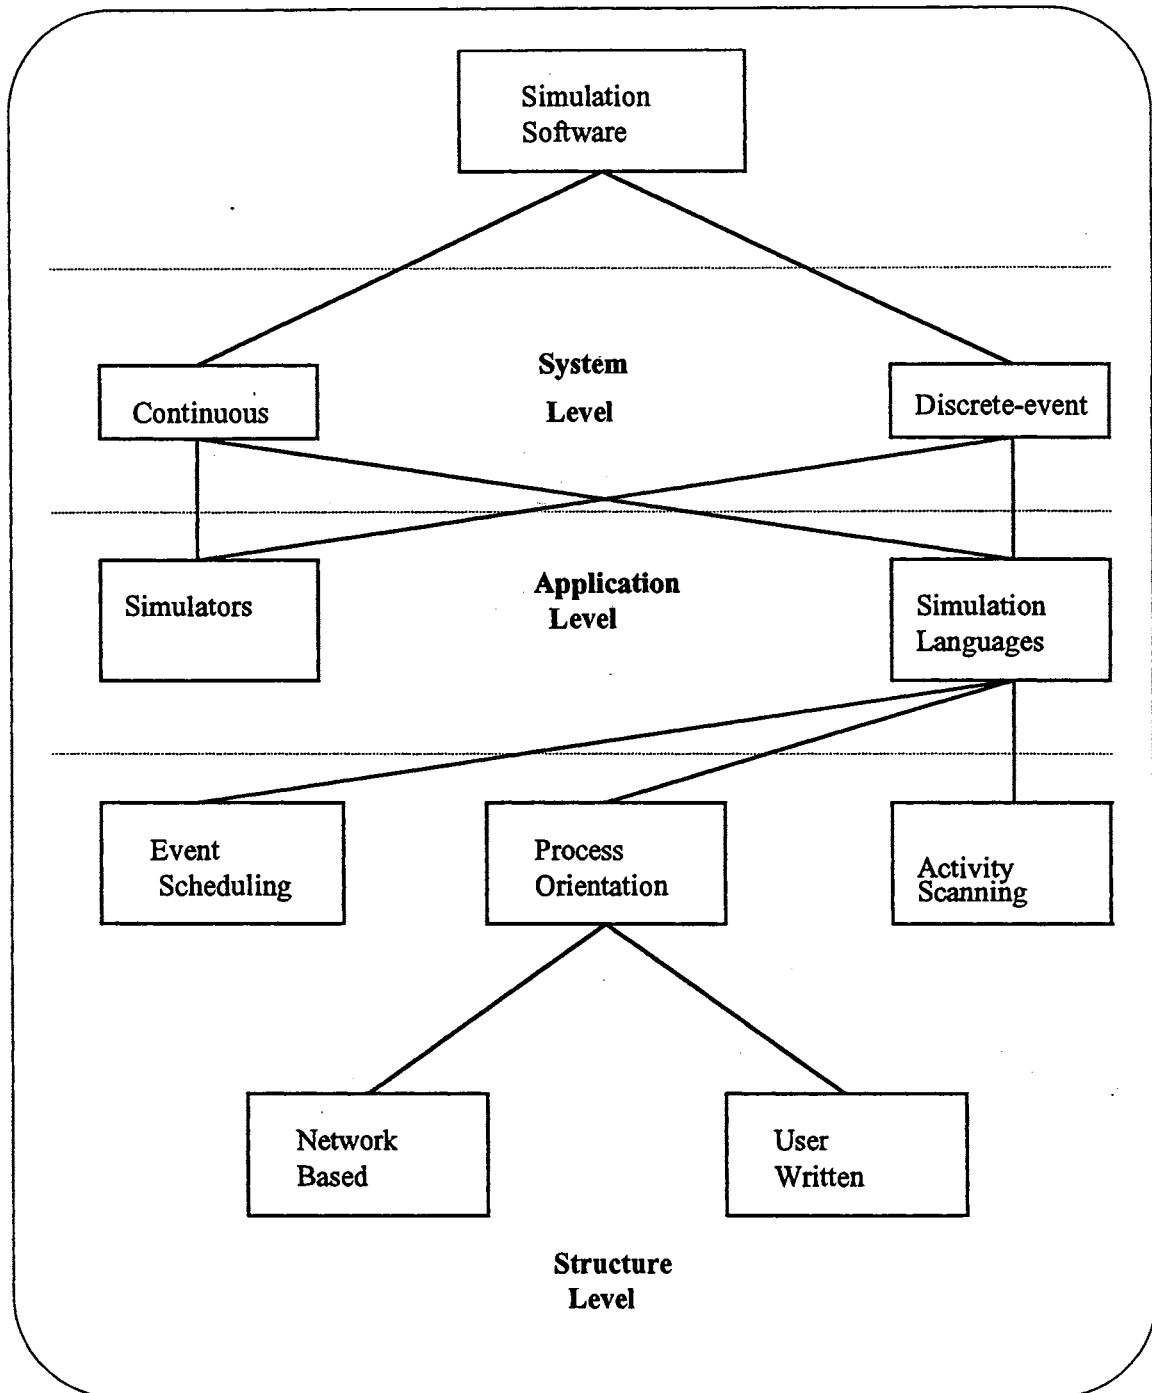 Simulation
Software
System
Level
Continuous
Discrete-event
Simulators
Application
Level
Simulation
Languages
Event
Scheduling
Process
Orientation
Activity
Scanning
Network
Based
User
Written
Structure
Level